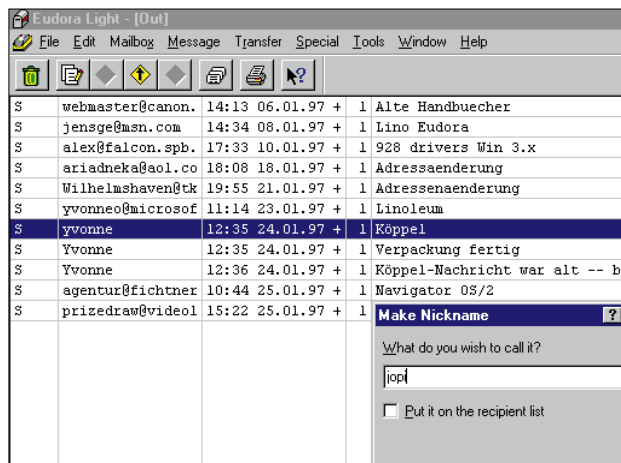 Eudora Light - [Out]
File Edit Mailbox Message Transfer Special Tools Window Help
S webmaster@canon. 14:13 06.01.97 + 1 Alte Handbuecher
S jensge@msn.com 14:34 08.01.97 + 1 Lino Eudora
S alex@falcon.spb. 17:33 10.01.97 + 1 928 drivers Win 3.x
S ariadneka@aol.co 18:08 18.01.97 + 1 Adressaenderung
S Wilhelmshaven@tk 19:55 21.01.97 + 1 Adressenaenderung
S yvonneo@microsof 11:14 23.01.97 + 1 Linoleum
S yvonne 12:35 24.01.97 + 1 Köppel
S Yvonne 12:35 24.01.97 + 1 Verpackung fertig
S Yvonne 12:36 24.01.97 + 1 Köppel-Nachricht war alt -- b
S agentur@fichtner 10:44 25.01.97 + 1 Navigator OS/2
S prizedraw@videol 15:22 25.01.97 + 1
Make Nickname ?
What do you wish to call it?
jopi
Put it on the recipient list